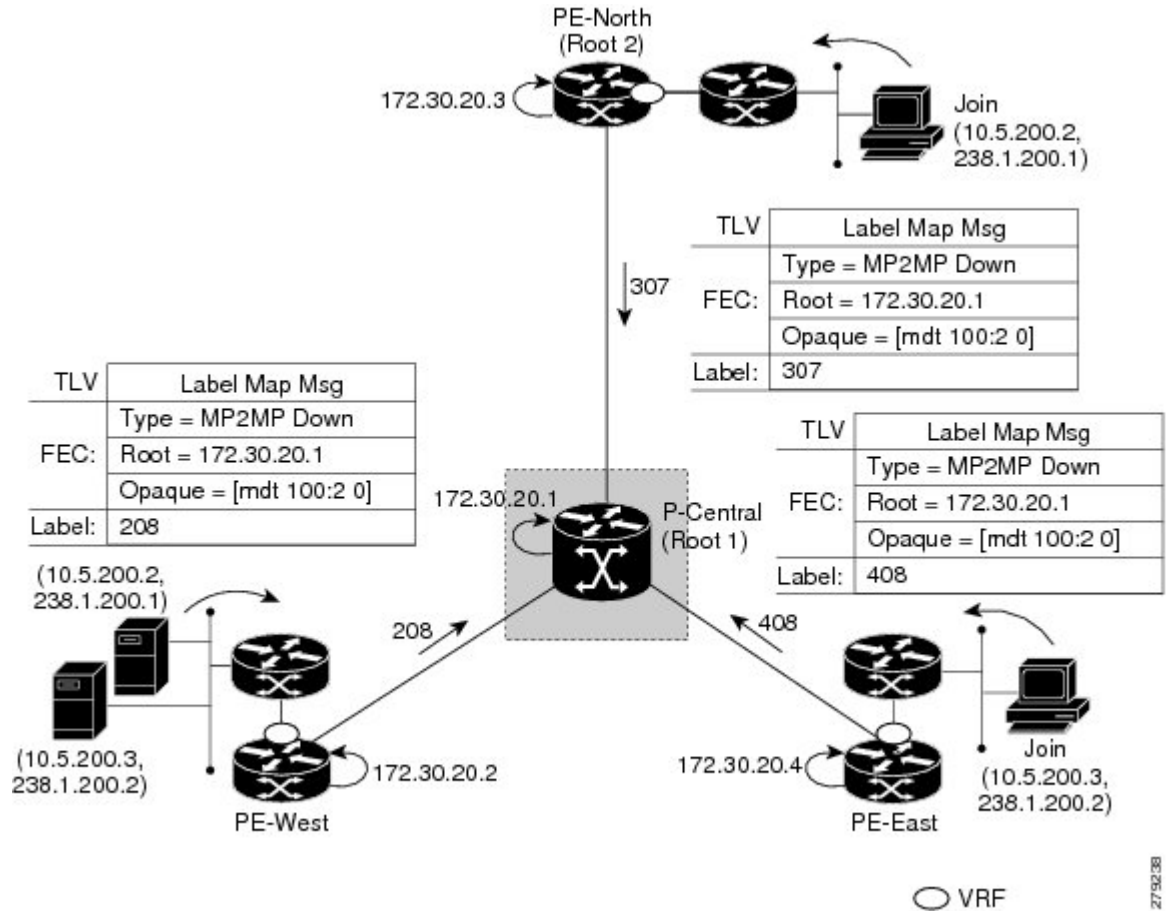 PE-North
(Root 2)
172.30.20.3
Join
(10.5.200.2,
238.1.200.1)
307
TLV
Label Map Msg
Type = MP2MP Down
FEC:
Root = 172.30.20.1
Opaque = [mdt 100:2 0]
Label:
307
TLV
Label Map Msg
Type = MP2MP Down
FEC:
Root = 172.30.20.1
Opaque = [mdt 100:2 0]
Label:
208
TLV
Label Map Msg
Type = MP2MP Down
FEC:
Root = 172.30.20.1
Opaque = [mdt 100:2 0]
Label:
408
172.30.20.1
P-Central
(Root 1)
(10.5.200.2,
238.1.200.1)
208
408
(10.5.200.3,
238.1.200.2)
172.30.20.2
PE-West
172.30.20.4
PE-East
Join
(10.5.200.3,
238.1.200.2)
VRF
279238